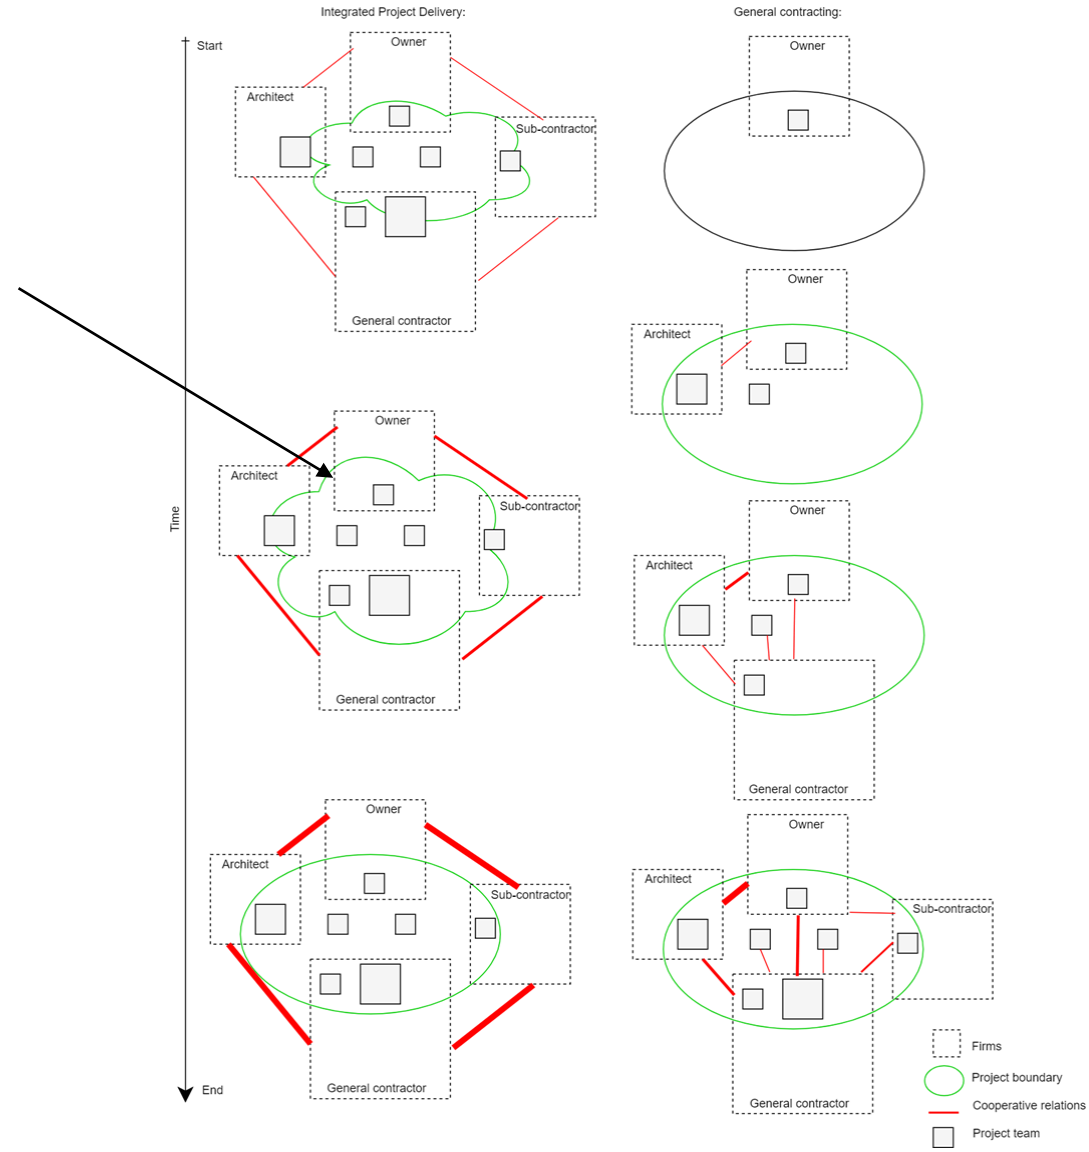 Integrated Project Delivery:
General contracting:
Start
Owner
Architect
Sub-contractor
General contractor
Owner
Owner
Architect
Time
Owner
Architect
Sub-contractor
General contractor
Owner
Architect
General contractor
Owner
Architect
Sub-contractor
General contractor
End
Owner
Architect
Sub-contractor
General contractor
Firms
Project boundary
Cooperative relations
Project team